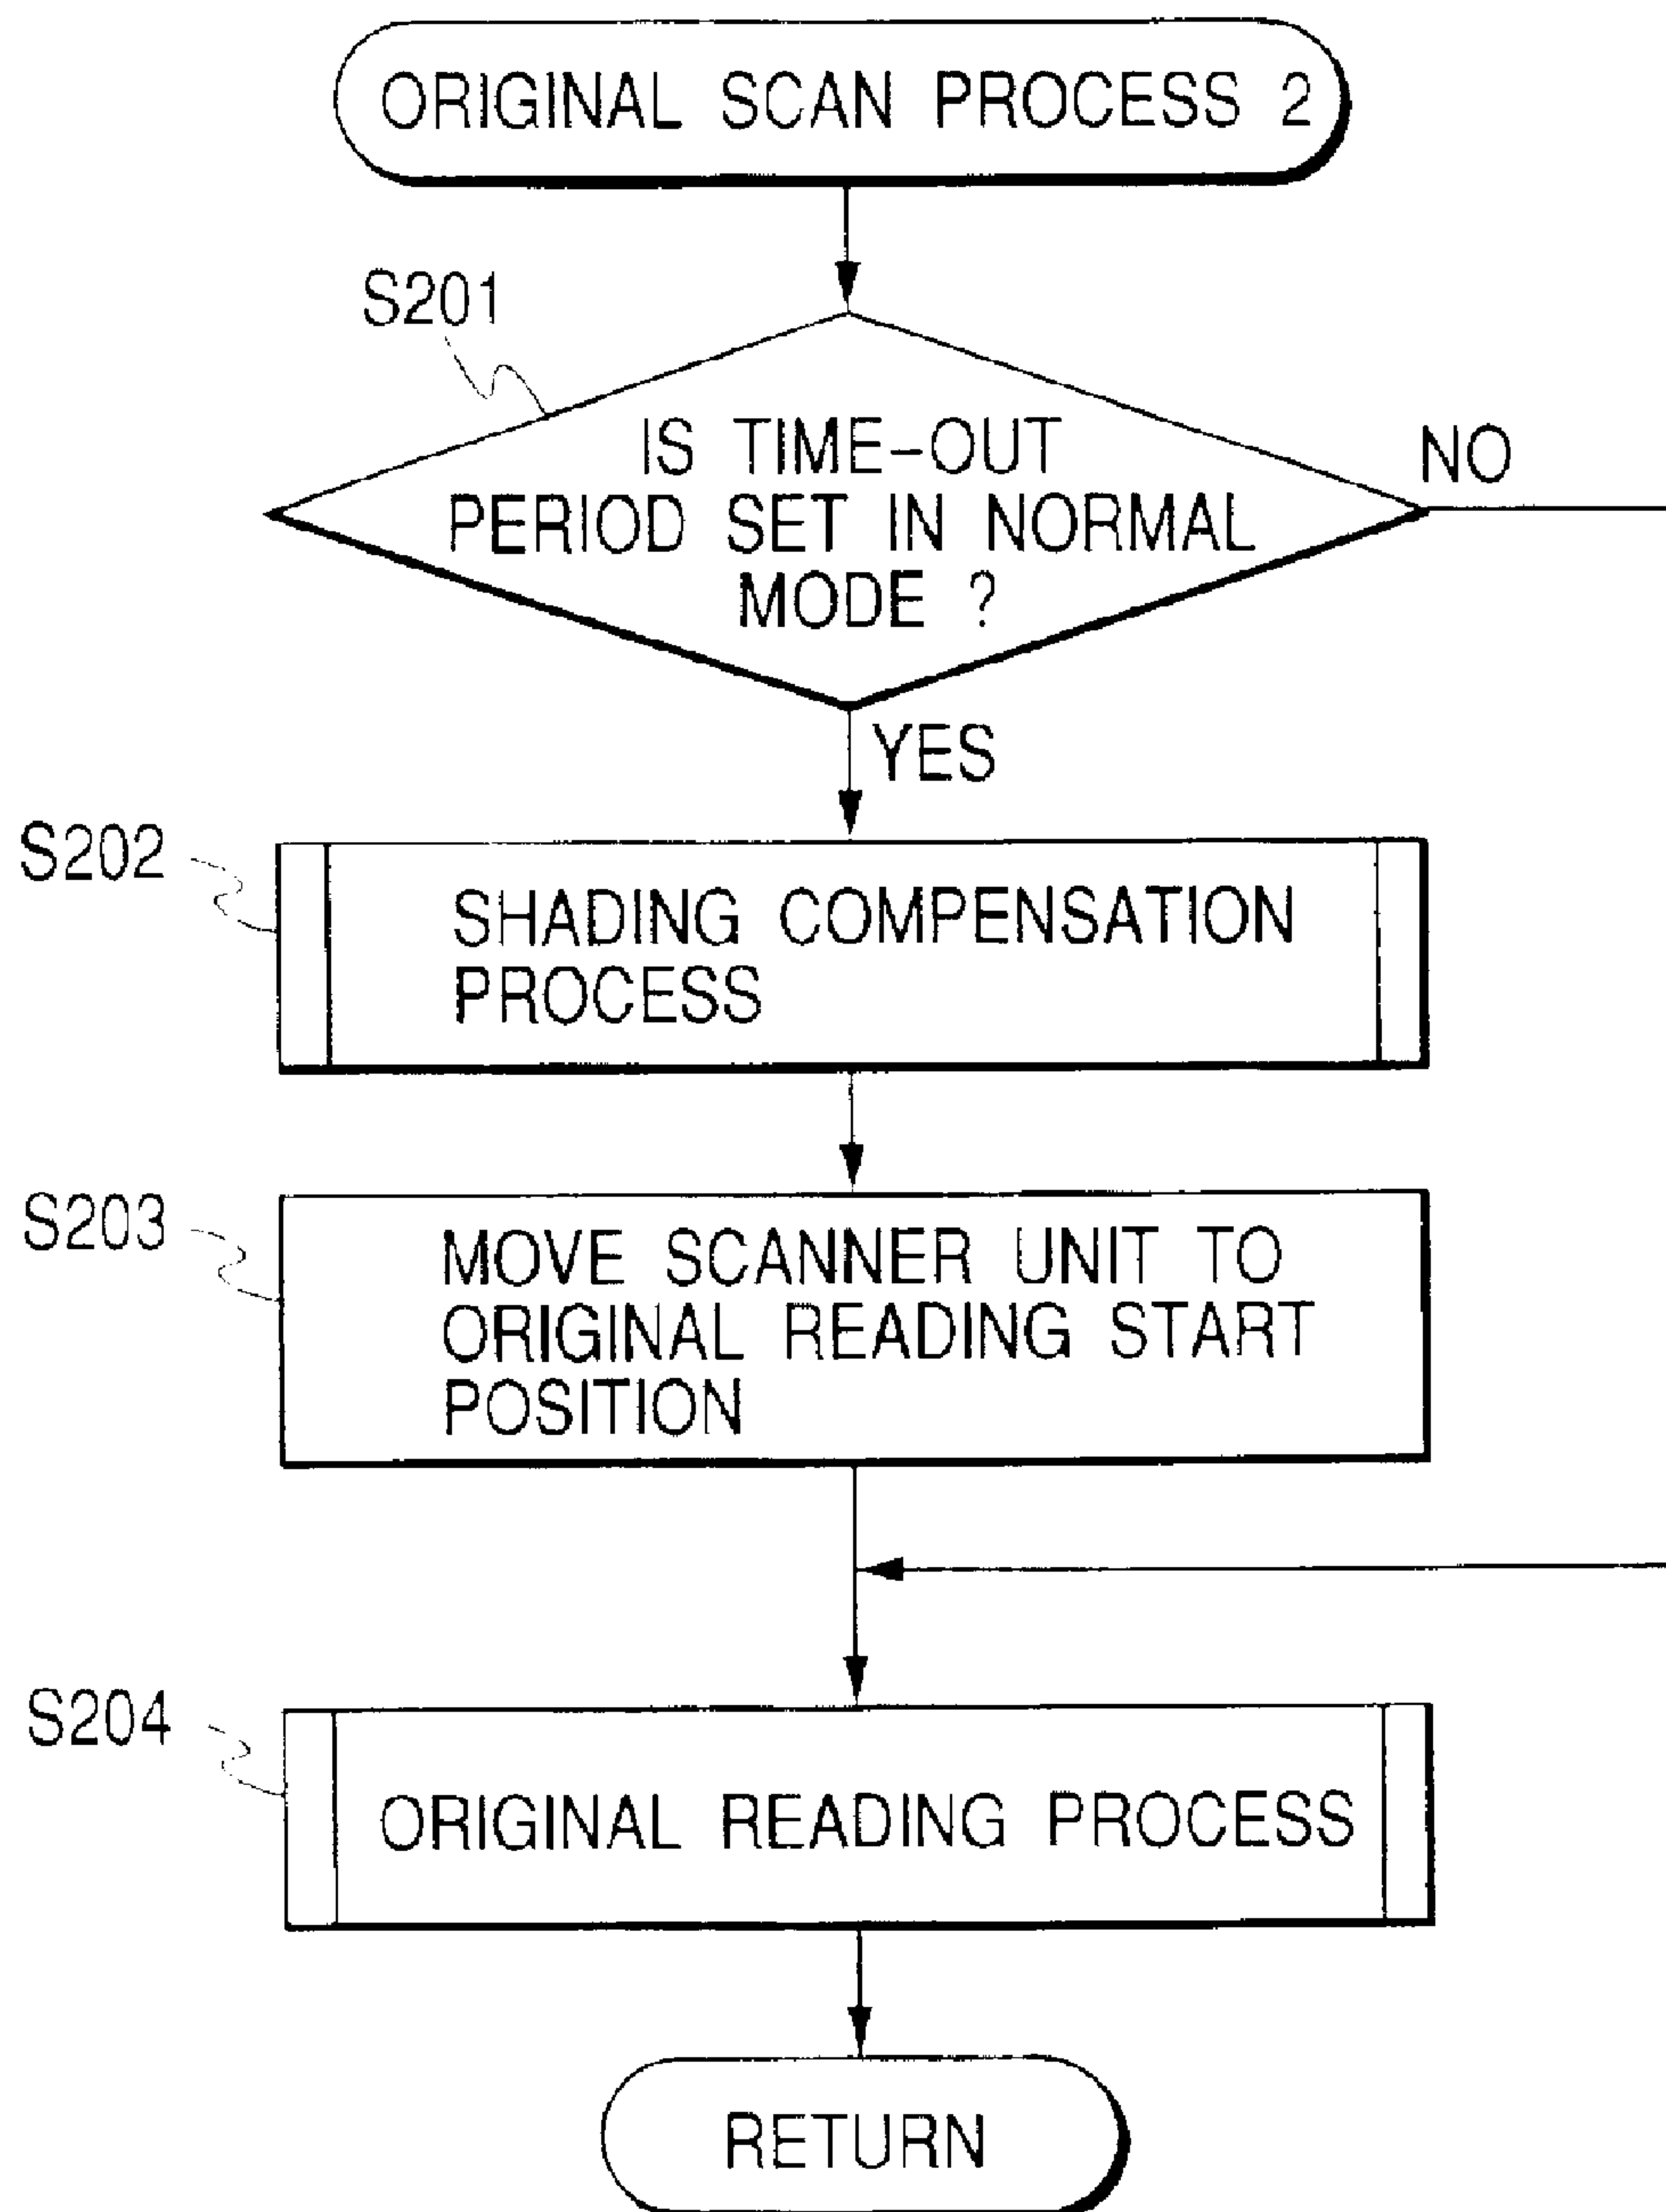 ORIGINAL SCAN PROCESS 2
S201
IS TIME-OUT
PERIOD SET IN NORMAL
MODE ?
NO
YES
S202
SHADING COMPENSATION
PROCESS
S203
MOVE SCANNER UNIT TO
ORIGINAL READING START
POSITION
S204
ORIGINAL READING PROCESS
RETURN